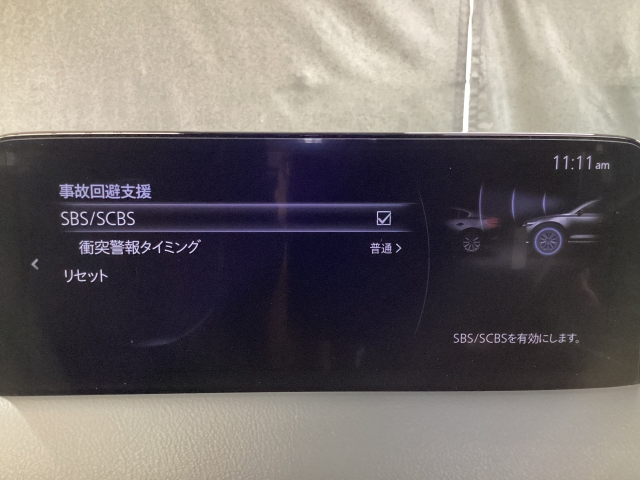 11:11am
事故回避支援
SBS/SCBS
衝突警報タイミング 普通
リセット
SBS/SCBSを有効にします。